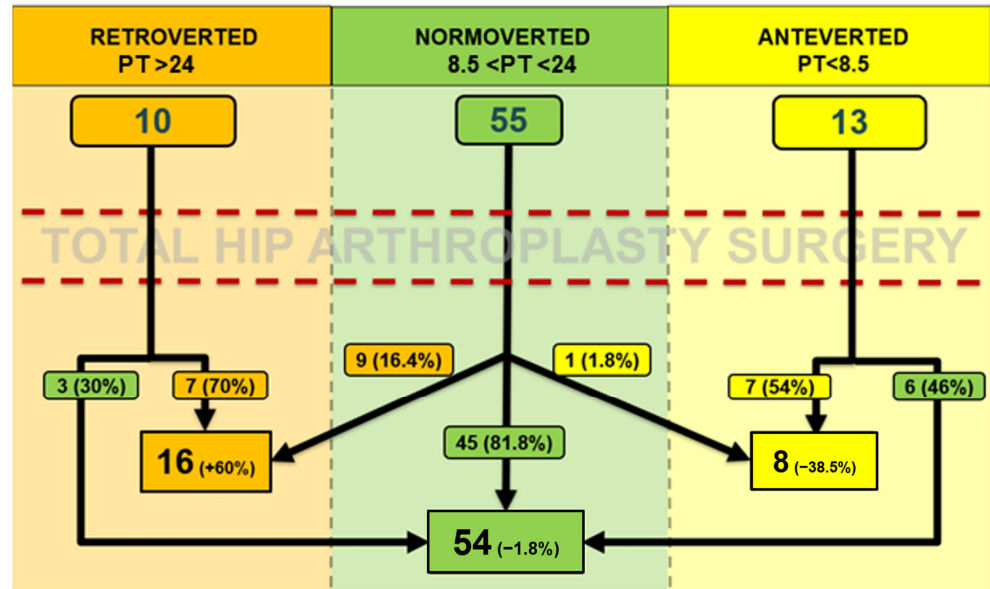 RETROVERTED
PT >24
NORMOVERTED
8.5 <PT <24
ANTEVERTED
PT<8.5
10
55
13
TOTAL HIP ARTHROPLASTY SURGERY
9 (16.4%)
1 (1.8%)
3 (30%)
7 (70%)
7 (54%)
6 (46%)
45 (81.8%)
16 (+60%)
8 (−38.5%)
54 (−1.8%)